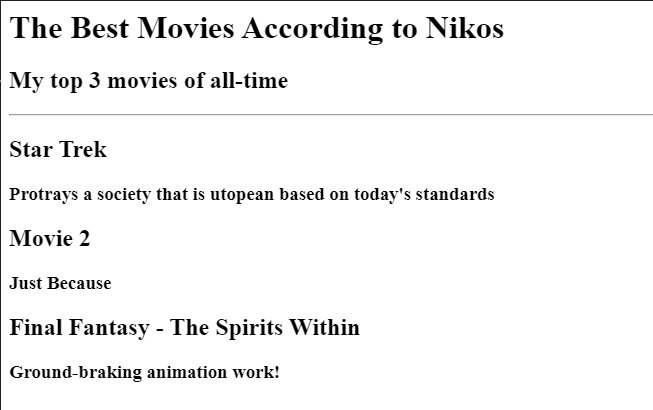 The Best Movies According to Nikos
My top 3 movies of all-time
Star Trek
Protrays a society that is utopean based on today's standards
Movie 2
Just Because
Final Fantasy - The Spirits Within
Ground-braking animation work!